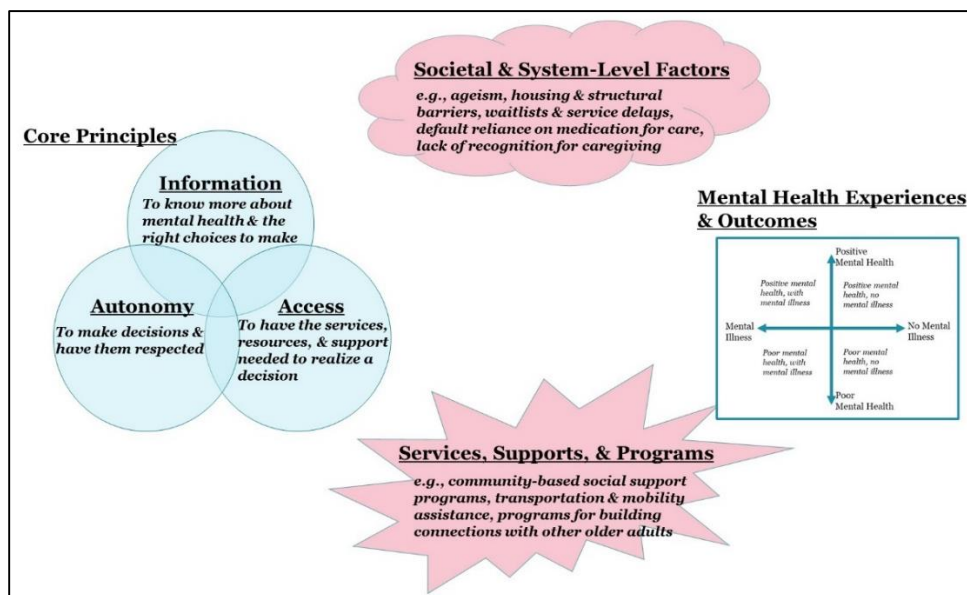 Societal & System-Level Factors
e.g., ageism, housing & structural
barriers, waitlists & service delays,
default reliance on medication for care,
lack of recognition for caregiving
Core Principles
Information
To know more about
mental health & the
right choices to make
Autonomy
To make decisions &
have them respected
Access
To have the services,
resources, & support
needed to realize a
decision
Mental Health Experiences
& Outcomes
Positive
Mental Health
Positive mental
health, with
mental illness
Positive mental
health, no
mental illness
Mental
Illness
No Mental
Illness
Poor mental
health, with
mental illness
Poor mental
health, no
mental illness
Poor
Mental Health
Services, Supports, & Programs
e.g., community-based social support
programs, transportation & mobility
assistance, programs for building
connections with other older adults